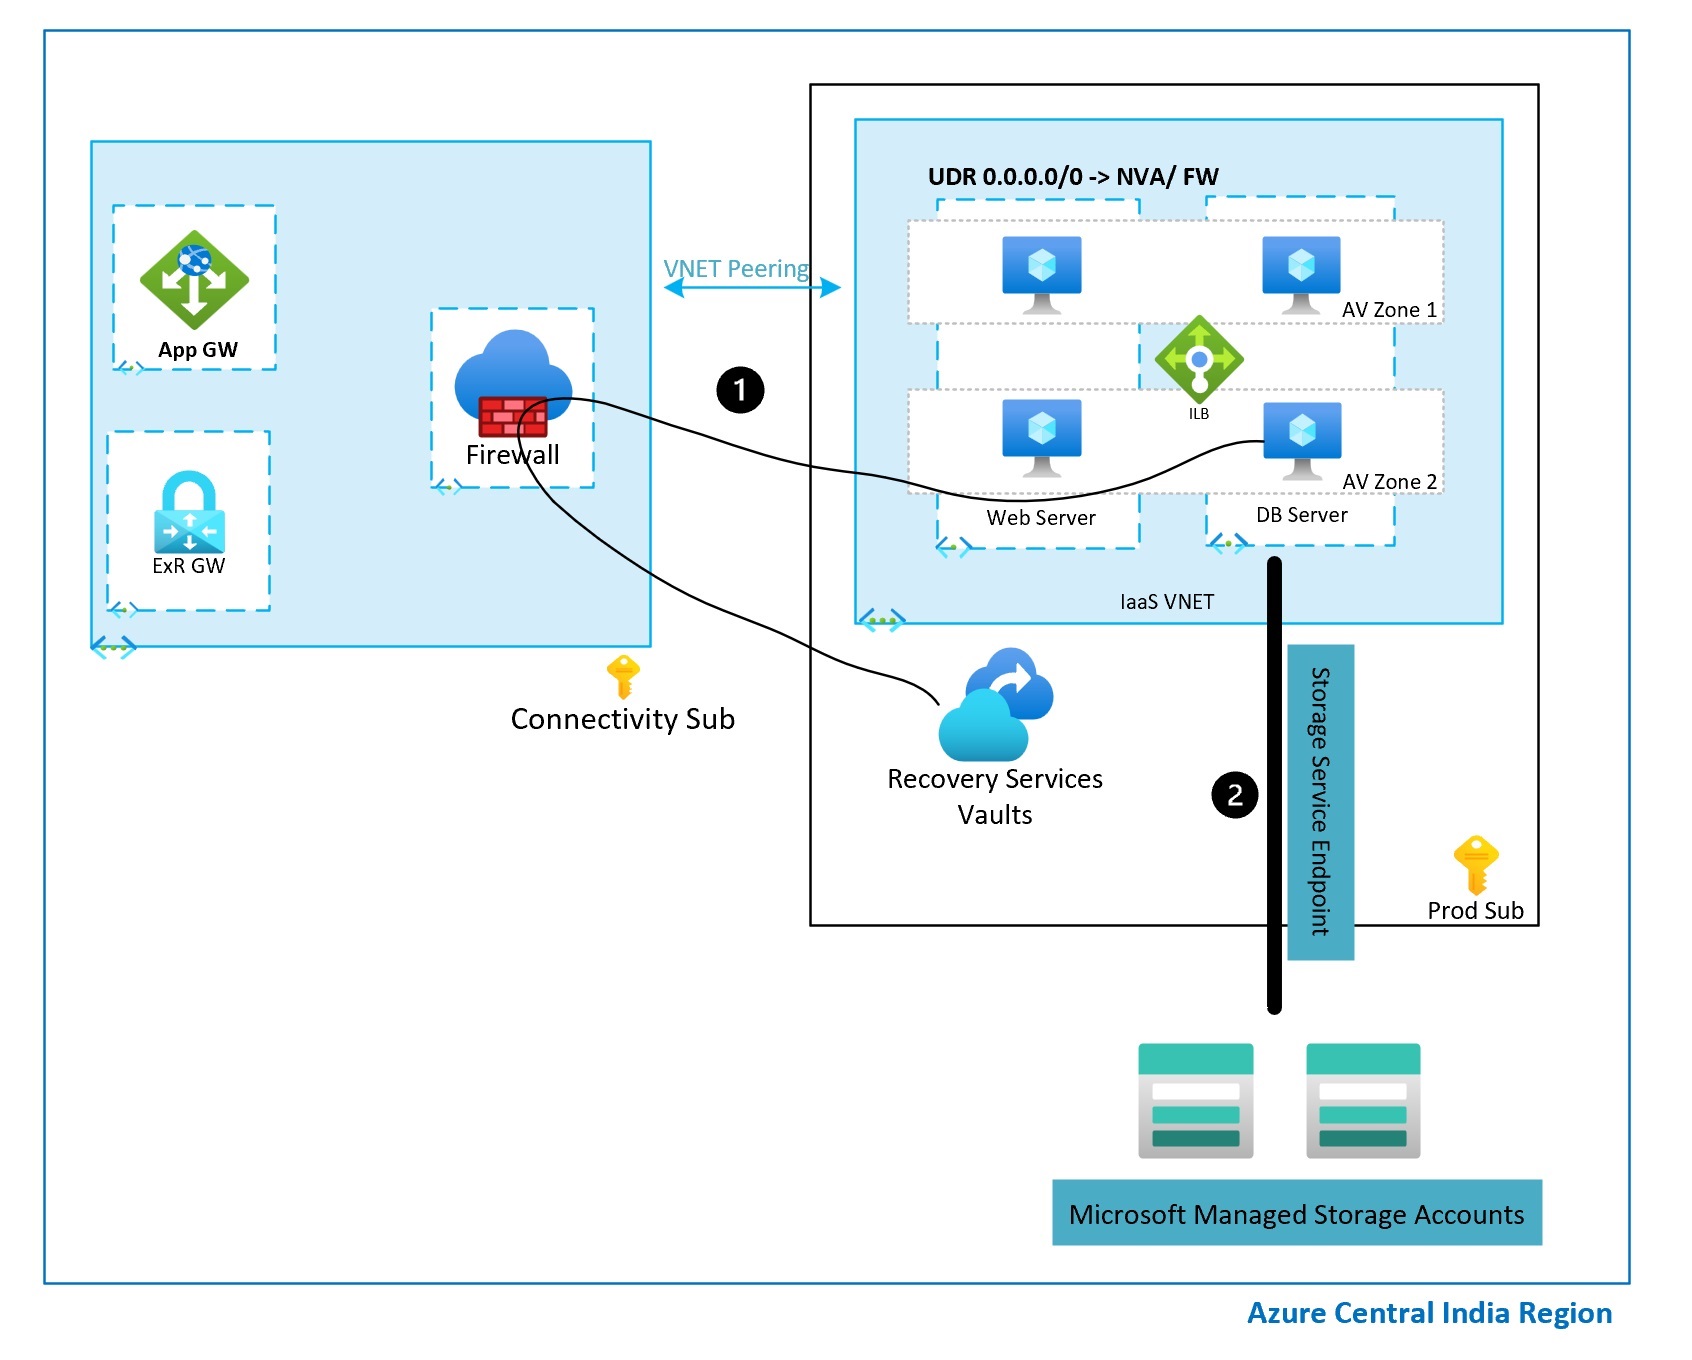 UDR 0.0.0.0/0 -> NVA/ FW
App GW
VNET Peering
AV Zone 1
1
Firewall
ILB
AV Zone 2
ExR GW
Web Server
DB Server
IaaS VNET
Connectivity Sub
Recovery Services
Vaults
2
Storage Service Endpoint
Prod Sub
Microsoft Managed Storage Accounts
Azure Central India Region